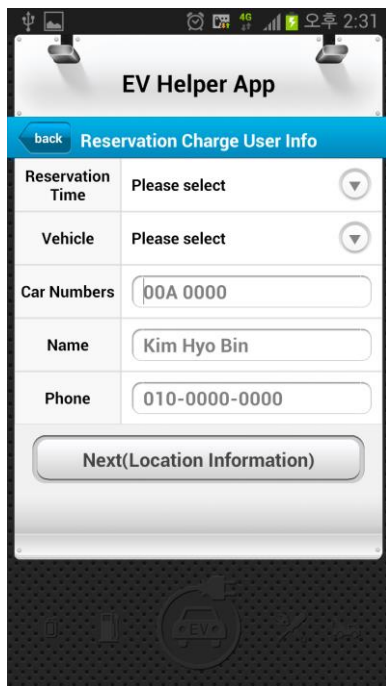 4G 오후 2:31
EV Helper App
back Reservation Charge User Info
Reservation
Time
Please select
Vehicle Please select
Car Numbers 00A 0000
Name Kim Hyo Bin
Phone 010-0000-0000
Next(Location Information)
EV